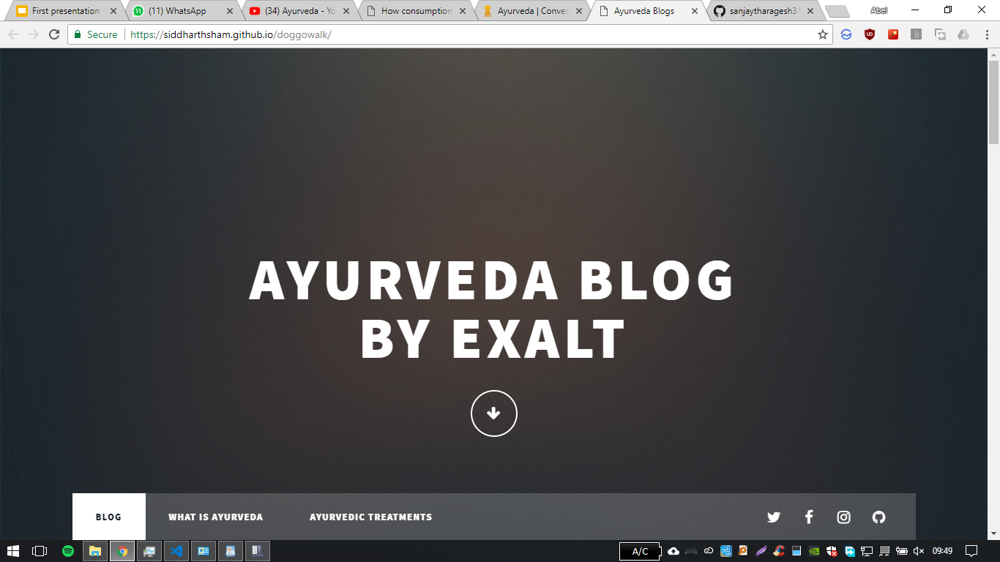 First presentation -
(11) WhatsApp
(34) Ayurveda - Yo
How consumption
Ayurveda | Conver
Ayurveda Blogs
sanjaytharagesh31
Abel
Secure
https://siddharthsham.github.io/doggowalk/
AYURVEDA BLOG
BY EXALT
BLOG
WHAT IS AYURVEDA
AYURVEDIC TREATMENTS
A/C
09:49